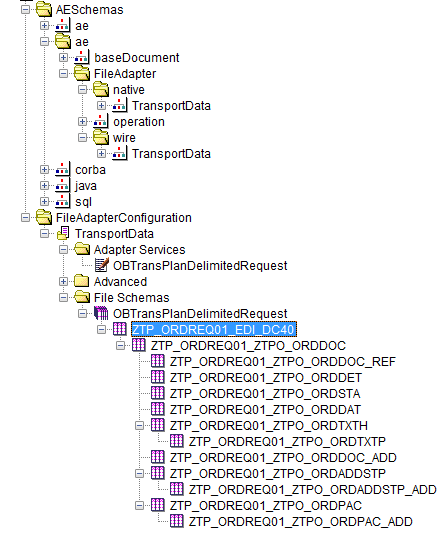 AESchemas
ae
ae
baseDocument
FileAdapter
native
TransportData
operation
wire
TransportData
corba
java
sql
FileAdapterConfiguration
TransportData
Adapter Services
OBTransPlanDelimitedRequest
Advanced
File Schemas
OBTransPlanDelimitedRequest
ZTP_ORDREQ01_EDI_DC40
ZTP_ORDREQ01_ZTPO_ORDDOC
ZTP_ORDREQ01_ZTPO_ORDDOC_REF
ZTP_ORDREQ01_ZTPO_ORDDET
ZTP_ORDREQ01_ZTPO_ORDSTA
ZTP_ORDREQ01_ZTPO_ORDDAT
ZTP_ORDREQ01_ZTPO_ORDTXTH
ZTP_ORDREQ01_ZTPO_ORDTXTP
ZTP_ORDREQ01_ZTPO_ORDDOC_ADD
ZTP_ORDREQ01_ZTPO_ORDADDSTP
ZTP_ORDREQ01_ZTPO_ORDADDSTP_ADD
ZTP_ORDREQ01_ZTPO_ORDPAC
ZTP_ORDREQ01_ZTPO_ORDPAC_ADD